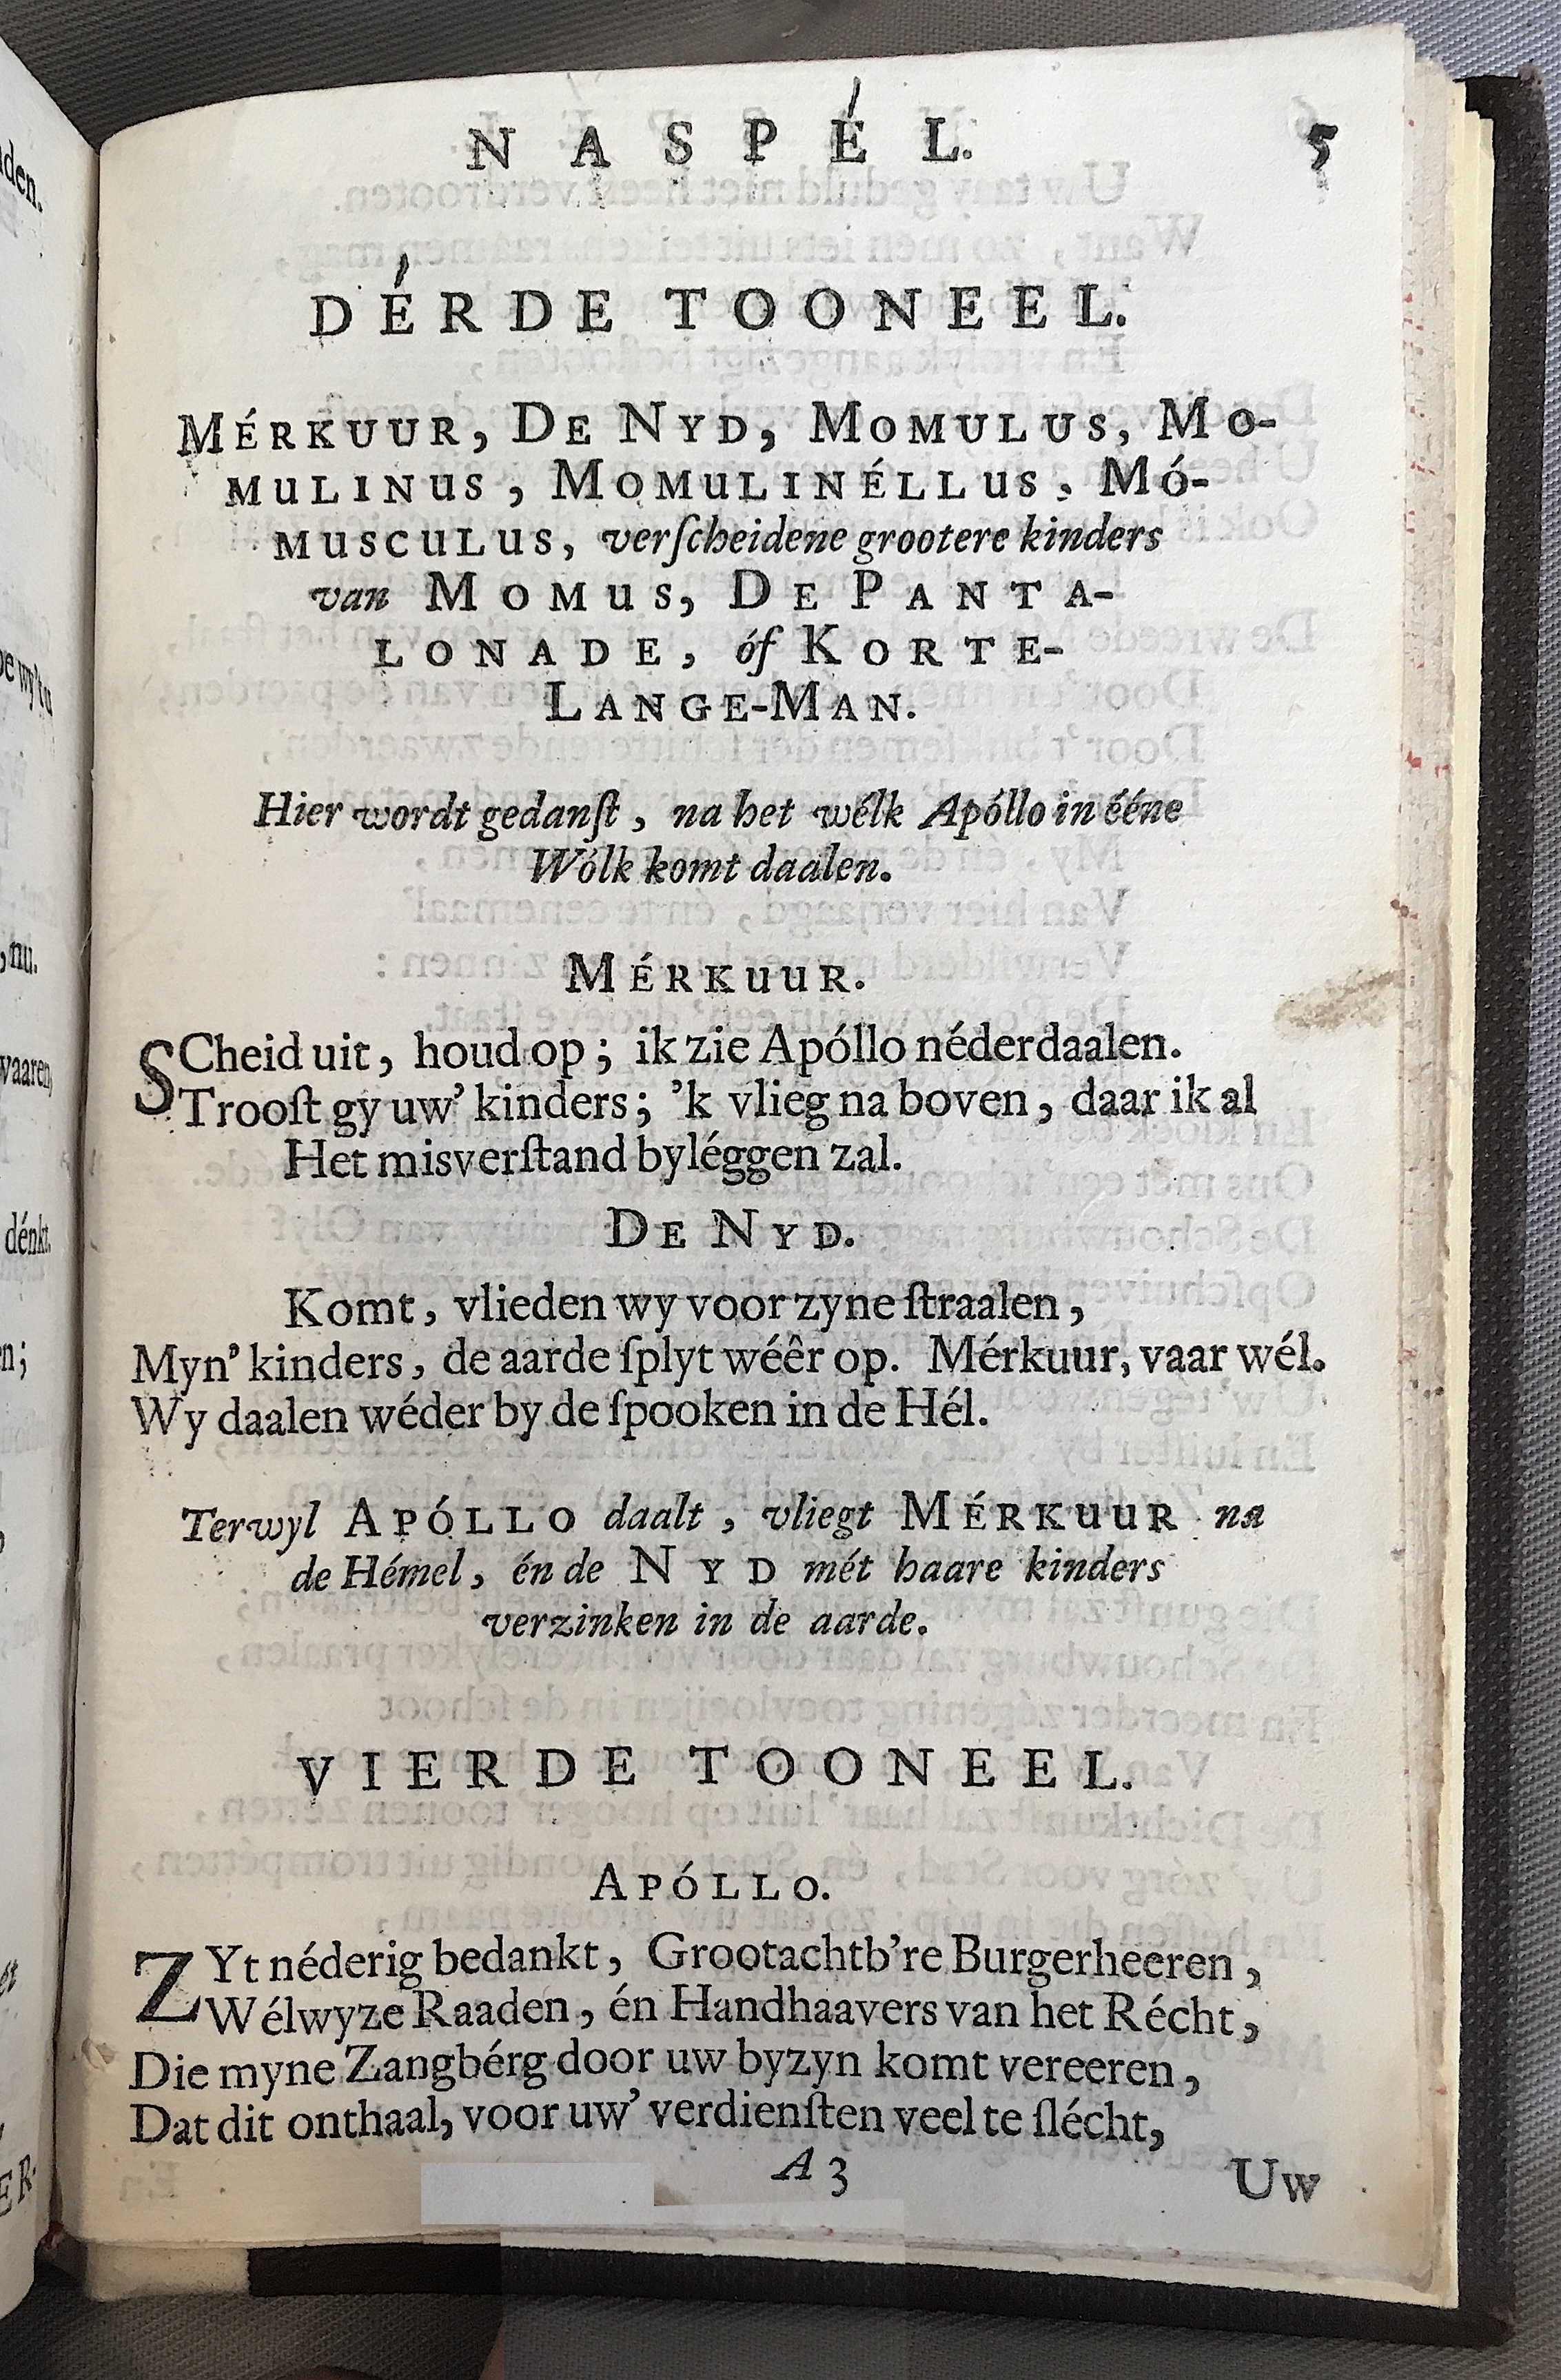 NASPÉL. 5
DÉRDE TOONEEL.
MÉRKUUR, DE NYD, MOMULUS, MO-
MULINUS, MOMULINÉLLUS, MÓ-
MUSCULUS, verſcheidene grootere kinders
van MOMUS, DE PANTA-
LONADE, óf KORTE-
LANGE-MAN.
Hier wordt gedanſt, na het wélk Apóllo in ééne
Wólk komt daalen.
MÉRKUUR.
SCheid uit, houd op; ik zie Apóllo néderdaalen.
Trooſt gy uw' kinders; 'k vlieg na boven, daar ik al
Het misverſtand byléggen zal.
DE NYD.
Komt, vlieden wy voor zyne ſtraalen,
Myn' kinders, de aarde ſplyt wéêr op. Mérkuur, vaar wél.
Wy daalen wéder by de ſpooken in de Hél.
Terwyl APÓLLO daalt, vliegt MÉRKUUR na
de Hémel, én de NYD mét haare kinders
verzinken in de aarde.
VIERDE TOONEEL.
APÓLLO.
ZYt néderig bedankt, Grootachtb're Burgerheeren,
Wélwyze Raaden, én Handhaavers van het Récht,
Die myne Zangbérg door uw byzyn komt vereeren,
Dat dit onthaal, voor uw' verdienſten veel te ſlécht,
A 3 Uw